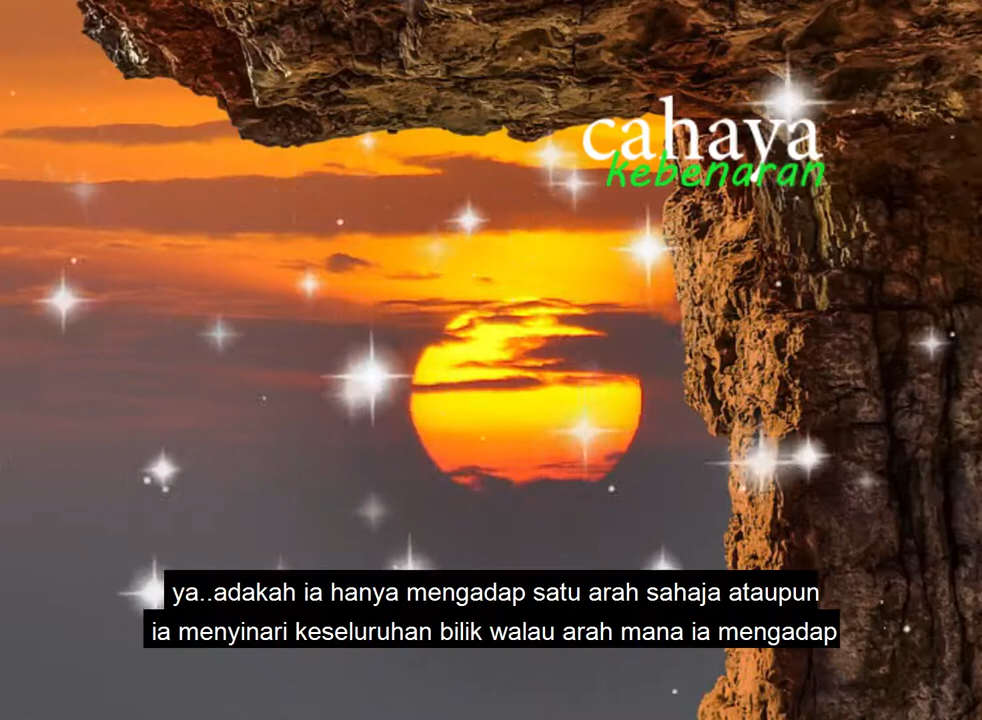 cahaya
kebenaran
ya..adakah ia hanya mengadap satu arah sahaja ataupun
ia menyinari keseluruhan bilik walau arah mana ia mengadap